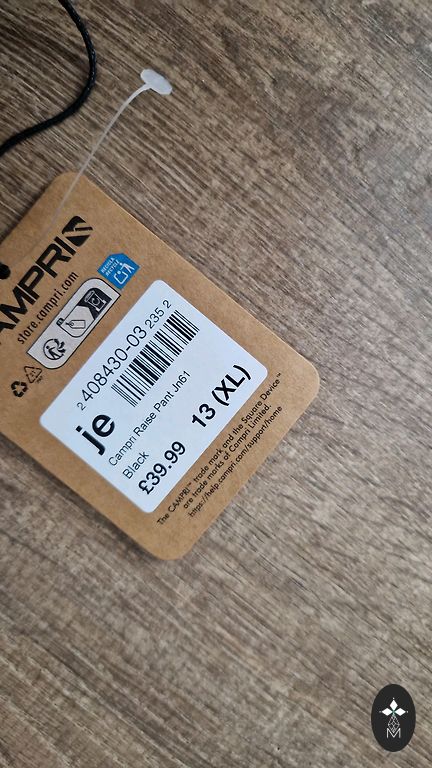 CAMPRI
store.campri.com
RECYCLE
2 408430-03 235 2
je
Campri Raise Pant Jn61
Black
£39.99 13 (XL)
The CAMPRI™ trade mark and the Square Device™
are trade marks of Campri Limited.
https://help.campri.com/support/home